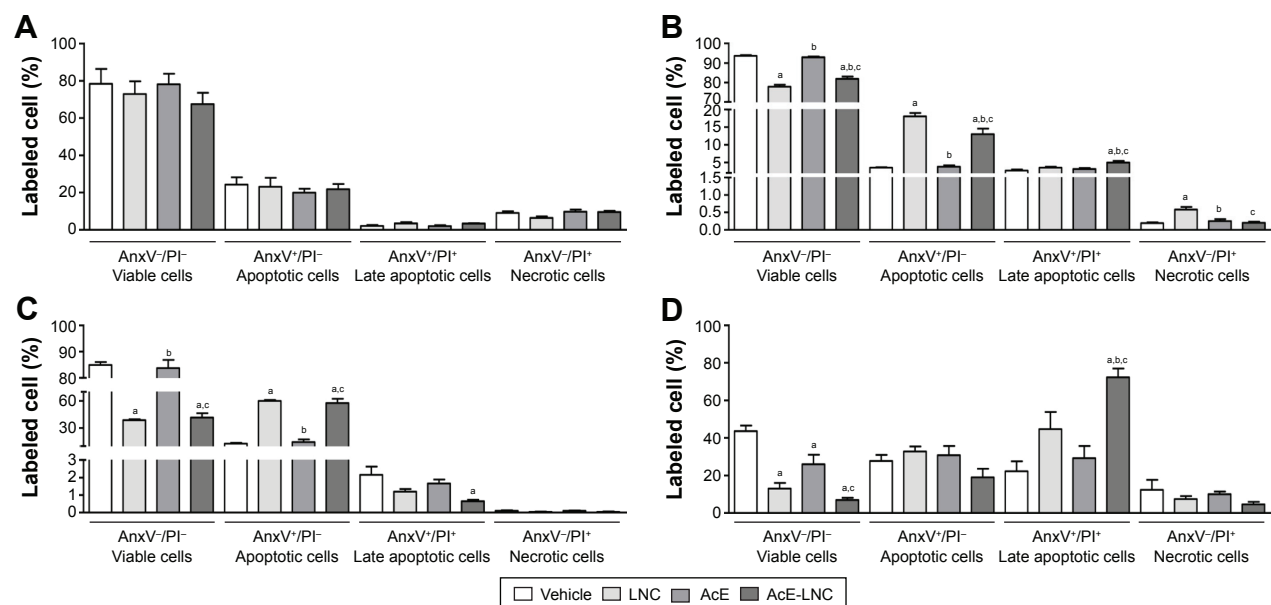 A
Labeled cell (%)
100
80
60
40
20
0
AnxV⁻/PI⁻ AnxV⁺/PI⁻ AnxV⁺/PI⁺ AnxV⁻/PI⁺
Viable cells Apoptotic cells Late apoptotic cells Necrotic cells
B
Labeled cell (%)
100
90
80
70
20
15
10
5
1.5
1.0
0.5
0.0
a b a,b,c
a b a,b,c
a,b,c
a b c
AnxV⁻/PI⁻ AnxV⁺/PI⁻ AnxV⁺/PI⁺ AnxV⁻/PI⁺
Viable cells Apoptotic cells Late apoptotic cells Necrotic cells
C
Labeled cell (%)
100
90
80
60
30
3
2
1
0
a b a,c
a b a,c
a
AnxV⁻/PI⁻ AnxV⁺/PI⁻ AnxV⁺/PI⁺ AnxV⁻/PI⁺
Viable cells Apoptotic cells Late apoptotic cells Necrotic cells
D
Labeled cell (%)
100
80
60
40
20
0
a a a,c
a,b,c
AnxV⁻/PI⁻ AnxV⁺/PI⁻ AnxV⁺/PI⁺ AnxV⁻/PI⁺
Viable cells Apoptotic cells Late apoptotic cells Necrotic cells
Vehicle LNC AcE AcE-LNC